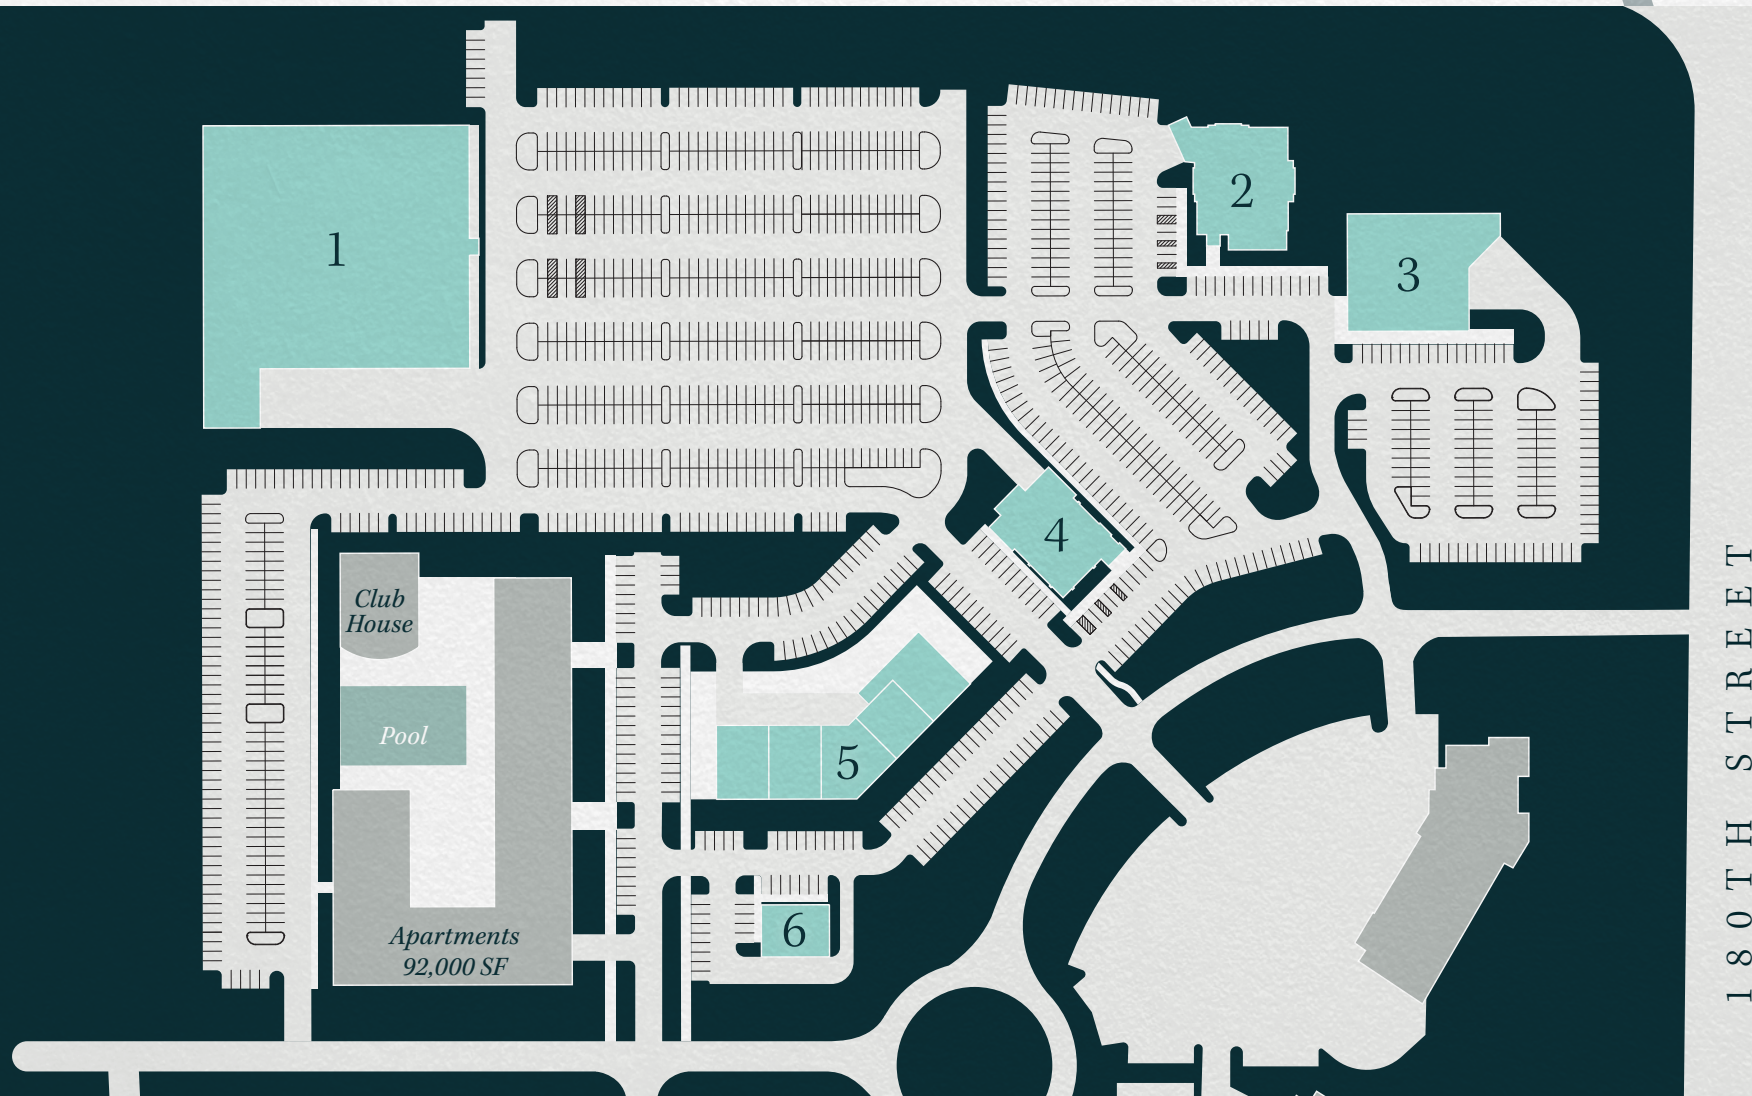 1
2
3
4
5
6
Club
House
Pool
Apartments
92,000 SF
180TH STREET